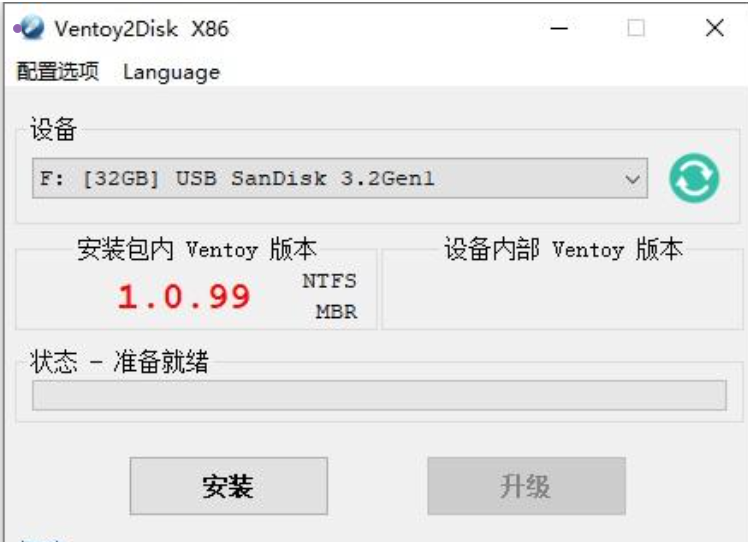 Ventoy2Disk X86
配置选项 Language
设备
F: [32GB] USB SanDisk 3.2Gen1
安装包内 Ventoy 版本
设备内部 Ventoy 版本
1.0.99
NTFS
MBR
状态 - 准备就绪
安装
升级